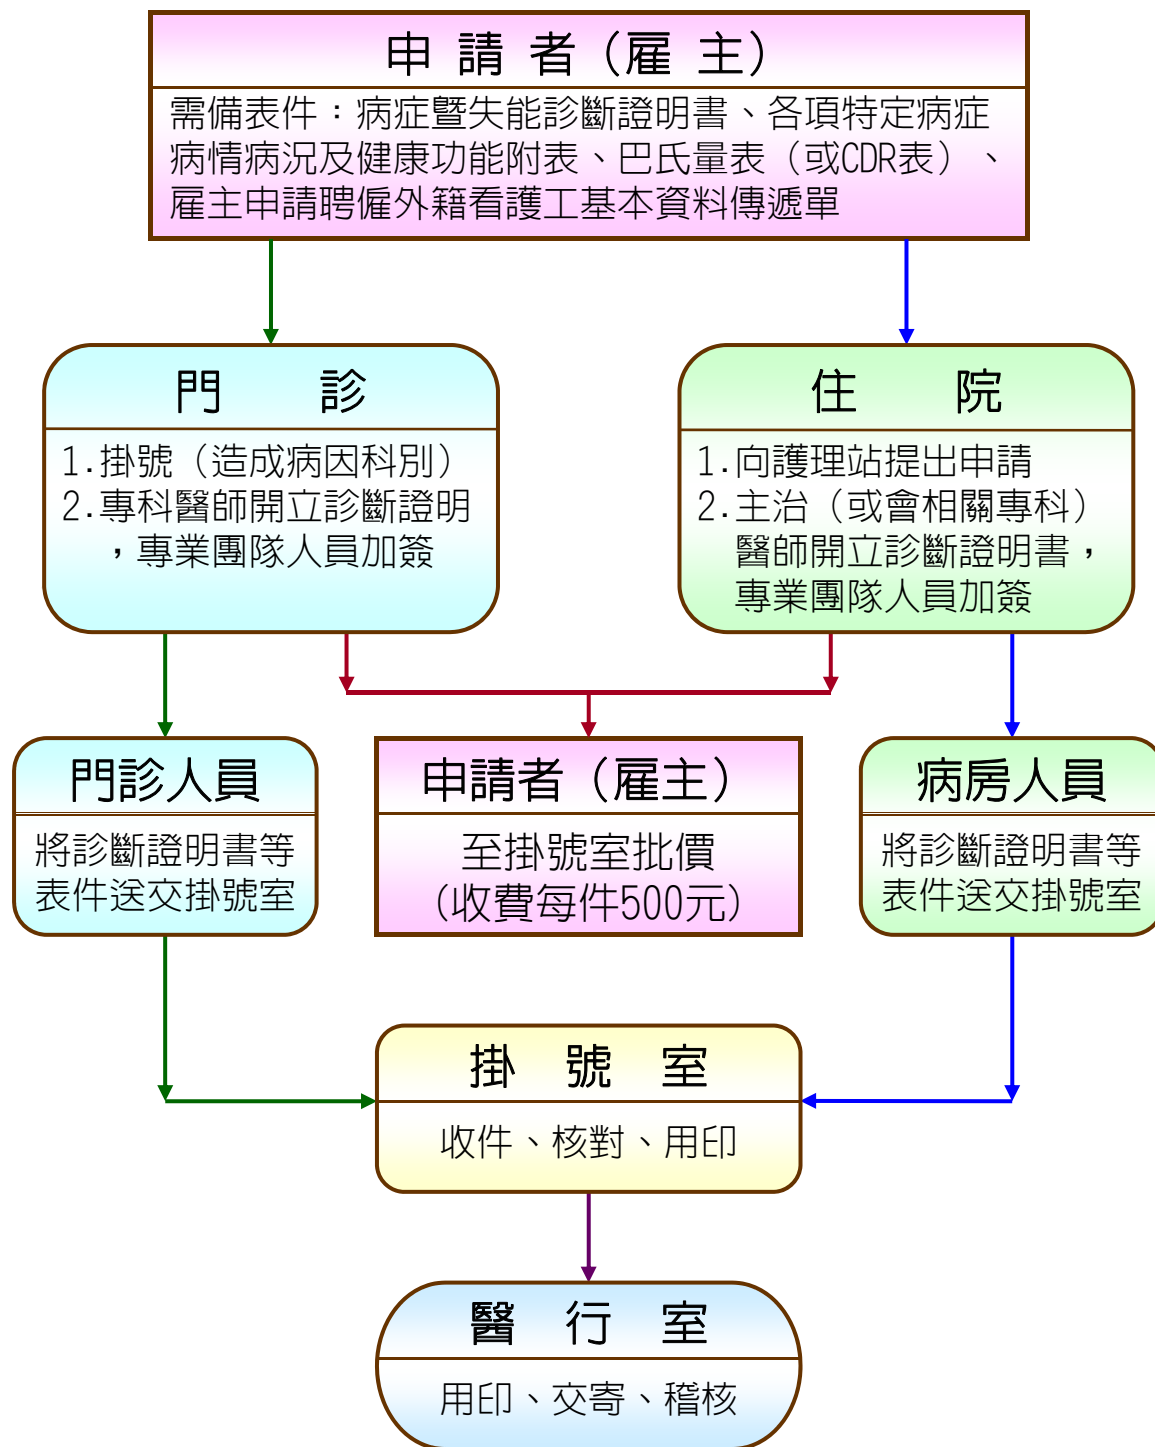 申請者（雇主）
需備表件：病症暨失能診斷證明書、各項特定病症
病情病況及健康功能附表、巴氏量表（或CDR表）、
雇主申請聘僱外籍看護工基本資料傳遞單
門診
1.掛號（造成病因科別）
2.專科醫師開立診斷證明
，專業團隊人員加簽
住院
1.向護理站提出申請
2.主治（或會相關專科）
醫師開立診斷證明書，
專業團隊人員加簽
門診人員
將診斷證明書等
表件送交掛號室
申請者（雇主）
至掛號室批價
(收費每件500元)
病房人員
將診斷證明書等
表件送交掛號室
掛號室
收件、核對、用印
醫行室
用印、交寄、稽核